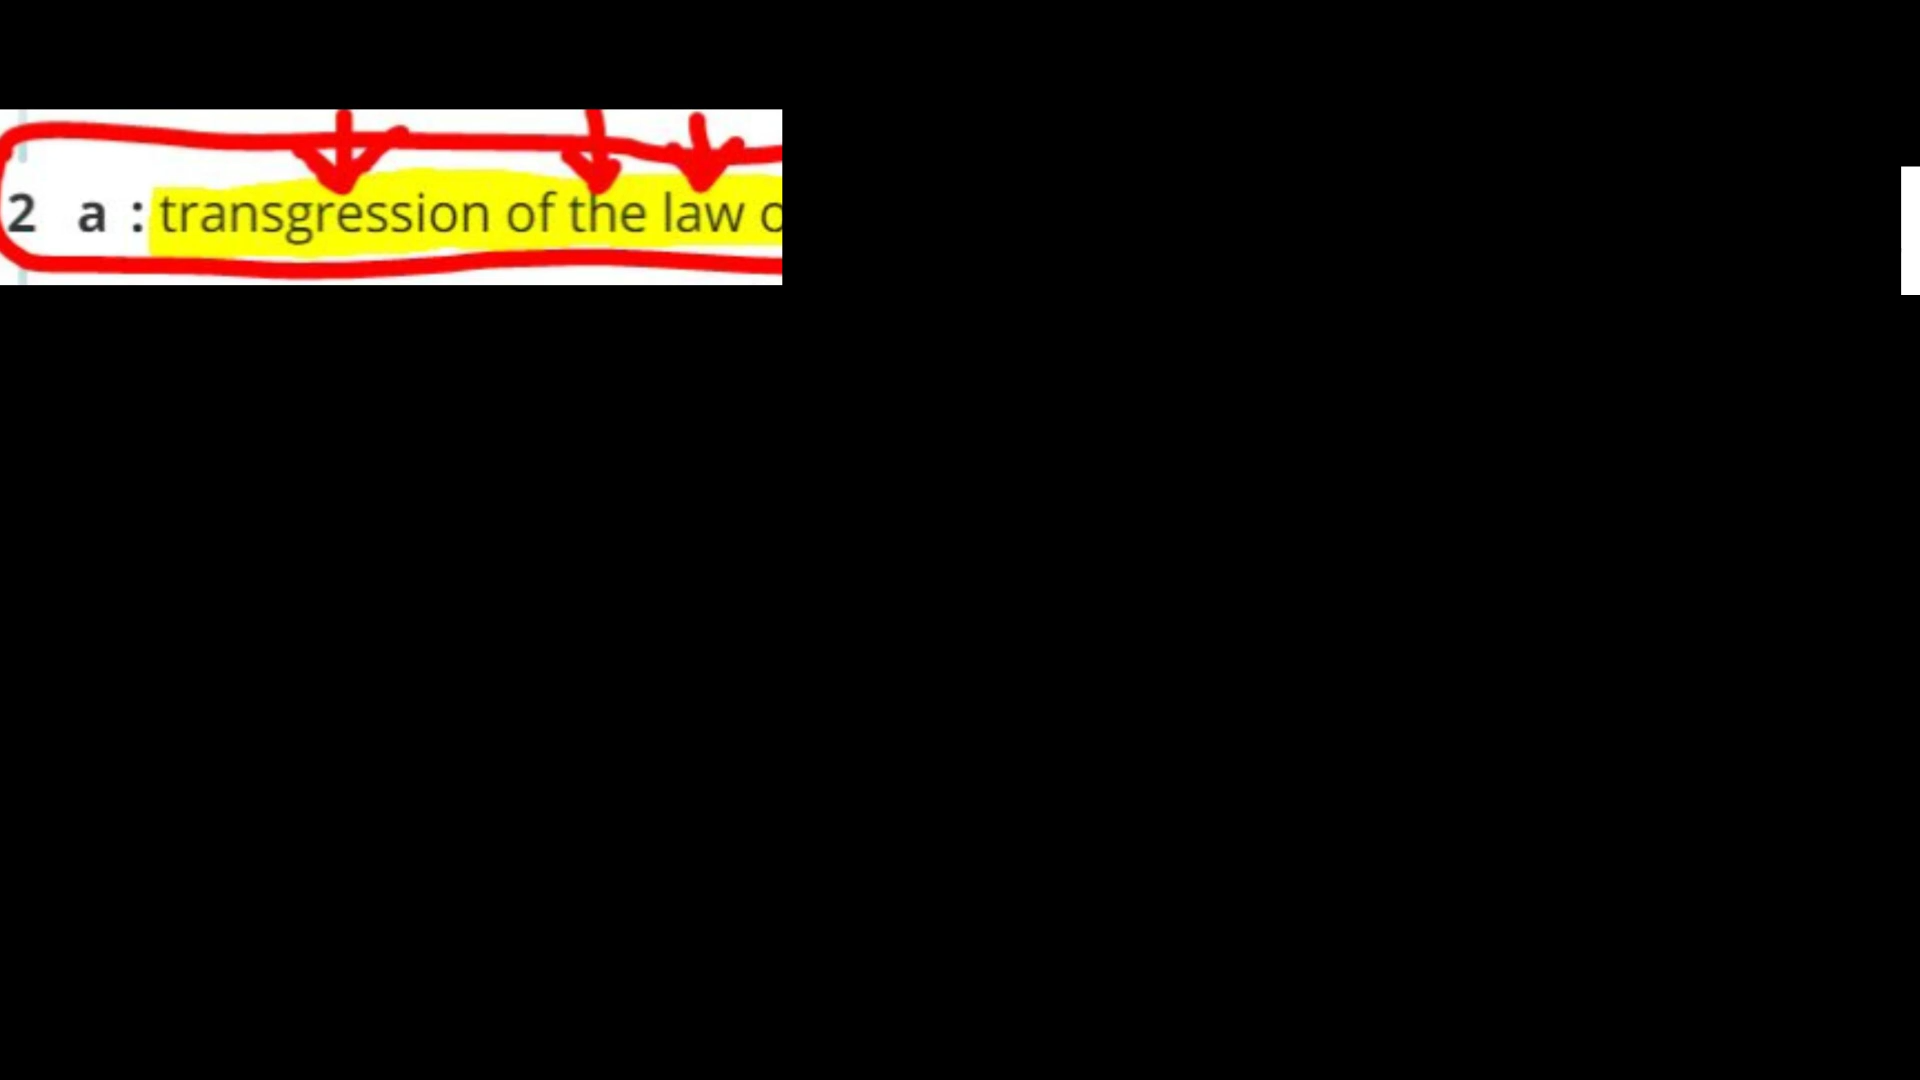 2 a : transgression of the law